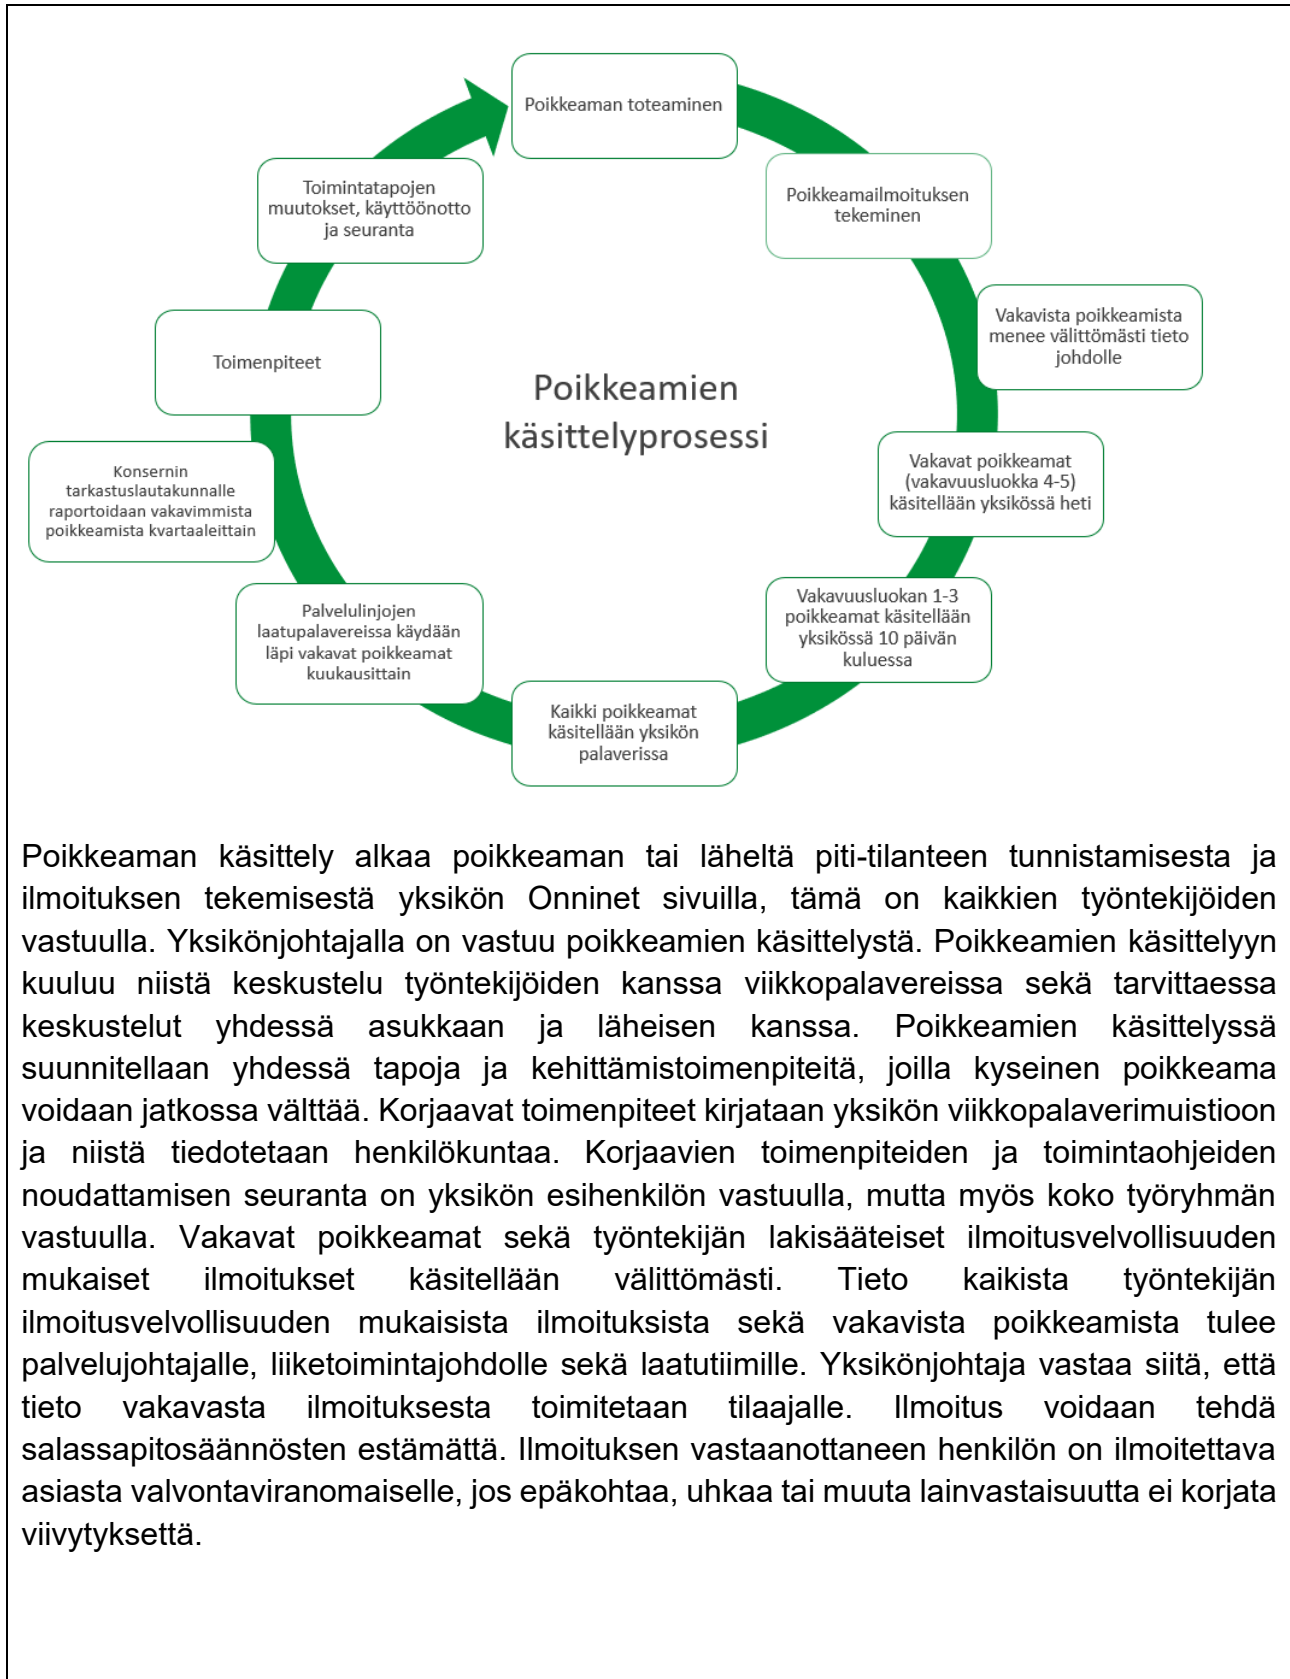 Poikkeaman toteaminen
Poikkeamailmoituksen
tekeminen
Vakavista poikkeamista
menee välittömästi tieto
johdolle
Vakavat poikkeamat
(vakavuusluokka 4-5)
käsitellään yksikössä heti
Vakavuusluokan 1-3
poikkeamat käsitellään
yksikössä 10 päivän
kuluessa
Kaikki poikkeamat
käsitellään yksikön
palaverissa
Palvelulinjojen
laatupalavereissa käydään
läpi vakavat poikkeamat
kuukausittain
Konsernin
tarkastuslautakunnalle
raportoidaan vakavimmista
poikkeamista kvartaaleittain
Toimenpiteet
Toimintatapojen
muutokset, käyttöönotto
ja seuranta
Poikkeamien
käsittelyprosessi
Poikkeaman käsittely alkaa poikkeaman tai läheltä piti-tilanteen tunnistamisesta ja
ilmoituksen tekemisestä yksikön Onninet sivuilla, tämä on kaikkien työntekijöiden
vastuulla. Yksikönjohtajalla on vastuu poikkeamien käsittelystä. Poikkeamien käsittelyyn
kuuluu niistä keskustelu työntekijöiden kanssa viikkopalavereissa sekä tarvittaessa
keskustelut yhdessä asukkaan ja läheisen kanssa. Poikkeamien käsittelyssä
suunnitellaan yhdessä tapoja ja kehittämistoimenpiteitä, joilla kyseinen poikkeama
voidaan jatkossa välttää. Korjaavat toimenpiteet kirjataan yksikön viikkopalaverimuistioon
ja niistä tiedotetaan henkilökuntaa. Korjaavien toimenpiteiden ja toimintaohjeiden
noudattamisen seuranta on yksikön esihenkilön vastuulla, mutta myös koko työryhmän
vastuulla. Vakavat poikkeamat sekä työntekijän lakisääteiset ilmoitusvelvollisuuden
mukaiset ilmoitukset käsitellään välittömästi. Tieto kaikista työntekijän
ilmoitusvelvollisuuden mukaisista ilmoituksista sekä vakavista poikkeamista tulee
palvelujohtajalle, liiketoimintajohdolle sekä laatutiimille. Yksikönjohtaja vastaa siitä, että
tieto vakavasta ilmoituksesta toimitetaan tilaajalle. Ilmoitus voidaan tehdä
salassapitosäännösten estämättä. Ilmoituksen vastaanottaneen henkilön on ilmoitettava
asiasta valvontaviranomaiselle, jos epäkohtaa, uhkaa tai muuta lainvastaisuutta ei korjata
viivytyksettä.